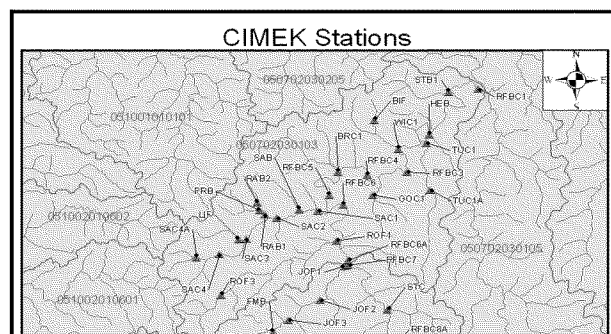 CIMEK Stations
N
W E
S
050702030205
STB1
RFBC1
BIF
HEB
051001010101
WIC1
050702030103
BRC1
TUC1
SAB
RFBC5
RFBC4
RFBC3
RAB2
RFBC6
PRB
GOC1
TUC1A
LIF
SAC1
051002010602
SAC2
SAC4A
RAB1
ROF4
RFBC6A
050702030105
SAC3
RFBC7
JOF1
SAC4
ROF3
051002010601
FMB
JOF2
JOF3
RFBC8A